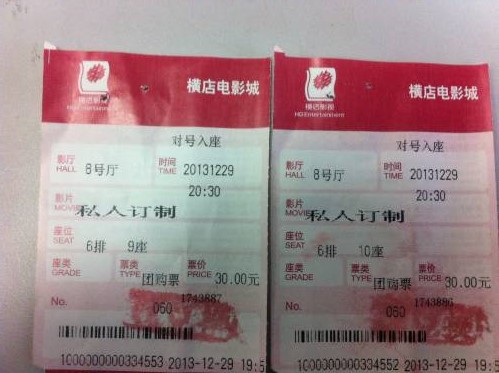 横店影视
HG Entertainment
横店电影城
对号入座
影厅 HALL 8号厅 时间 TIME 20131229
20:30
影片 MOVIE 私人订制
座位 SEAT 6排 9座
座类 GRADE 票类 TYPE 团购票 票价 PRICE 30.00元
No. 1743887
060
1000000000334553 2013-12-29 19:5
横店影视
HG Entertainment
横店电影城
对号入座
影厅 HALL 8号厅 时间 TIME 20131229
20:30
影片 MOVIE 私人订制
座位 SEAT 6排 10座
座类 GRADE 票类 TYPE 团购票 票价 PRICE 30.00元
No. 1743886
060
1000000000334552 2013-12-29 19:5